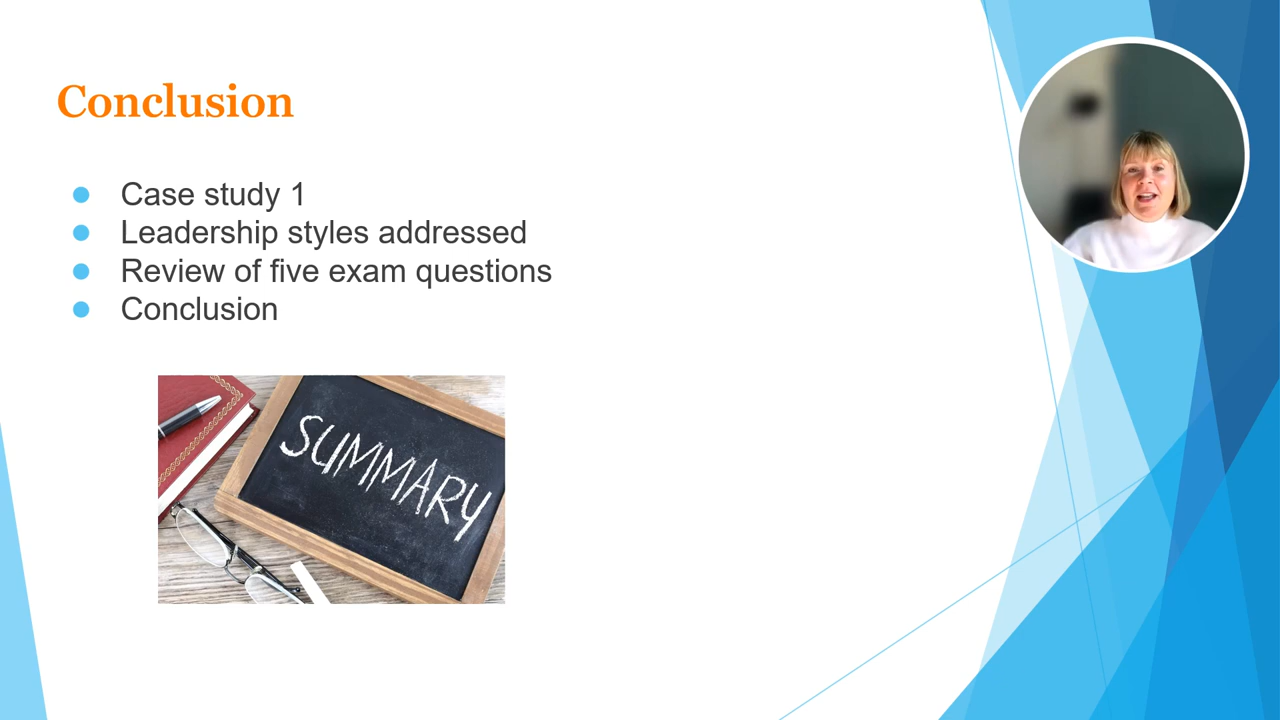 Conclusion
Case study 1
Leadership styles addressed
Review of five exam questions
Conclusion
SUMMARY